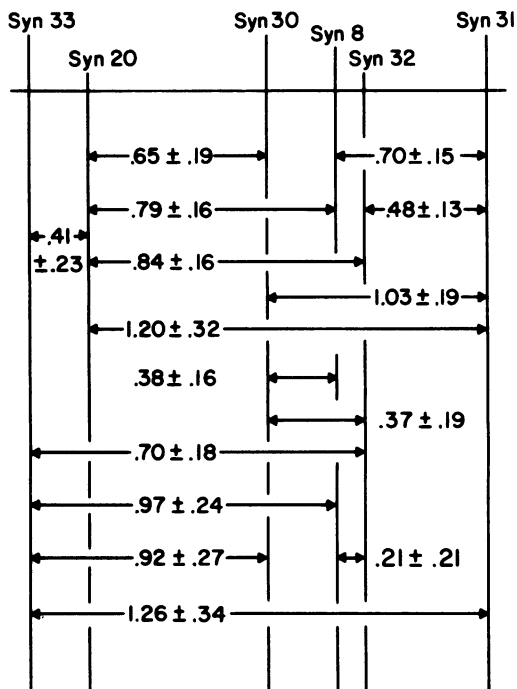 Syn 33 Syn 30 Syn 31
Syn 8
Syn 20 Syn 32
.65 ± .19 .70 ± .15
.79 ± .16 .48 ± .13
.41
± .23 .84 ± .16
1.03 ± .19
1.20 ± .32
.38 ± .16
.37 ± .19
.70 ± .18
.97 ± .24
.92 ± .27 .21 ± .21
1.26 ± .34